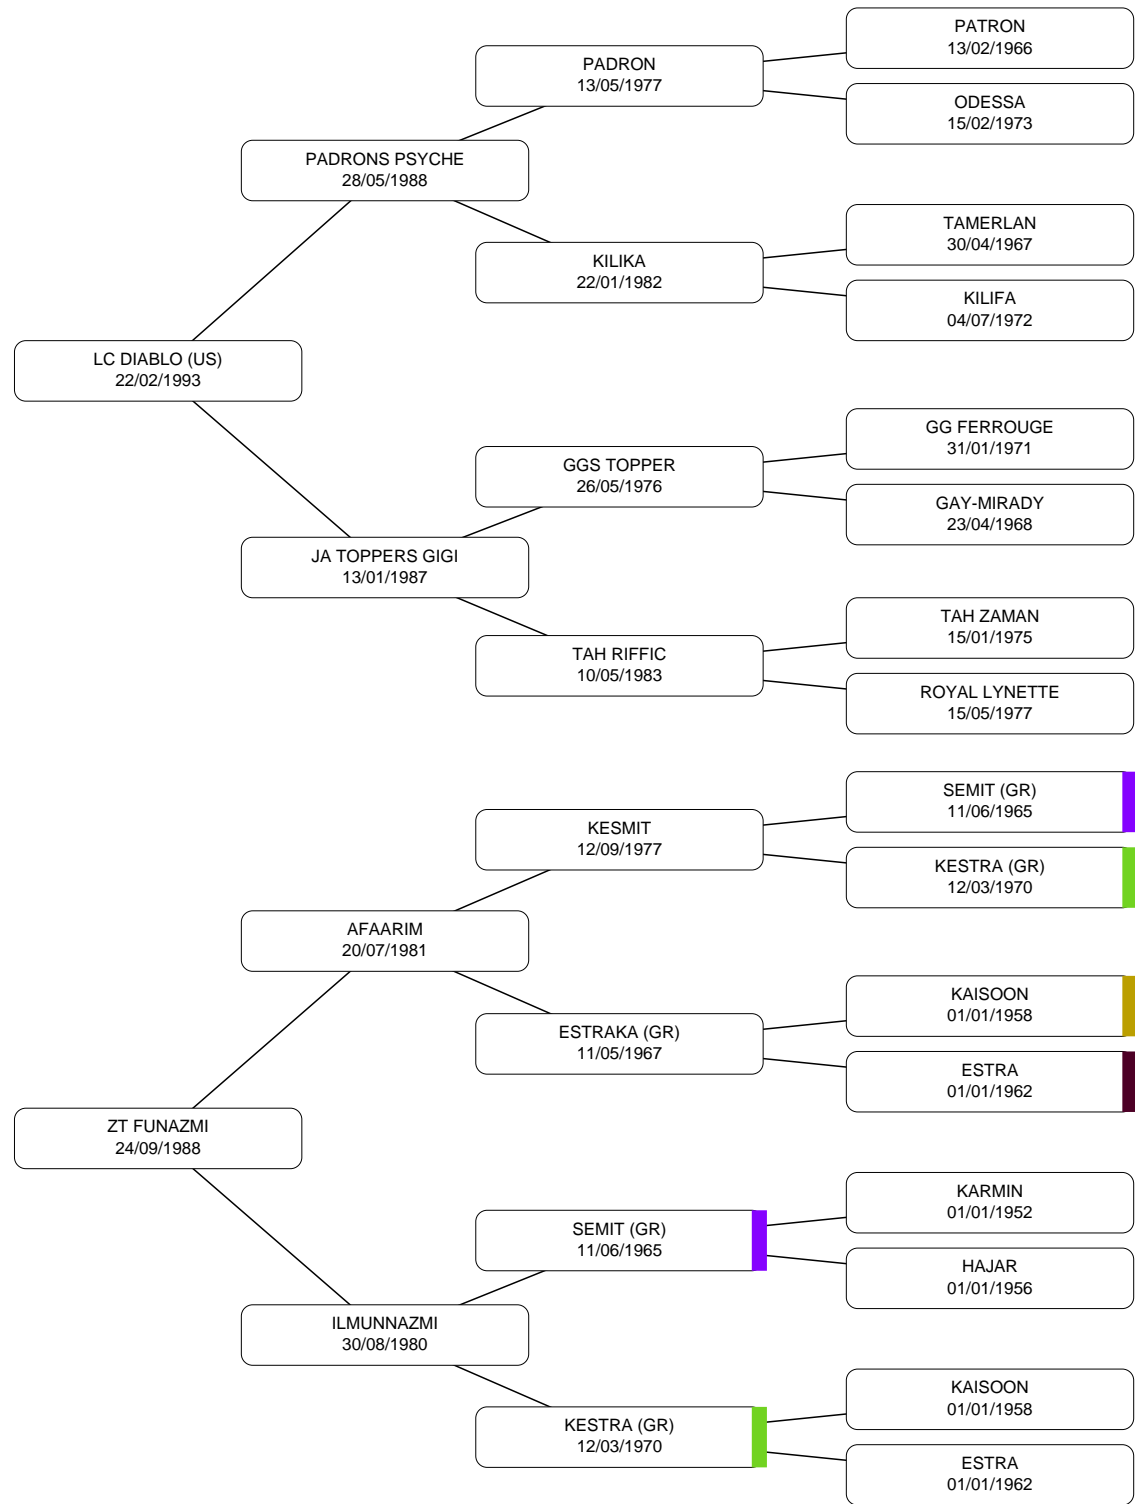 PATRON
13/02/1966
PADRON
13/05/1977
ODESSA
15/02/1973
PADRONS PSYCHE
28/05/1988
TAMERLAN
30/04/1967
KILIKA
22/01/1982
KILIFA
04/07/1972
LC DIABLO (US)
22/02/1993
GG FERROUGE
31/01/1971
GGS TOPPER
26/05/1976
GAY-MIRADY
23/04/1968
JA TOPPERS GIGI
13/01/1987
TAH ZAMAN
15/01/1975
TAH RIFFIC
10/05/1983
ROYAL LYNETTE
15/05/1977
SEMIT (GR)
11/06/1965
KESMIT
12/09/1977
KESTRA (GR)
12/03/1970
AFAARIM
20/07/1981
KAISOON
01/01/1958
ESTRAKA (GR)
11/05/1967
ESTRA
01/01/1962
ZT FUNAZMI
24/09/1988
KARMIN
01/01/1952
SEMIT (GR)
11/06/1965
HAJAR
01/01/1956
ILMUNNAZMI
30/08/1980
KAISOON
01/01/1958
KESTRA (GR)
12/03/1970
ESTRA
01/01/1962